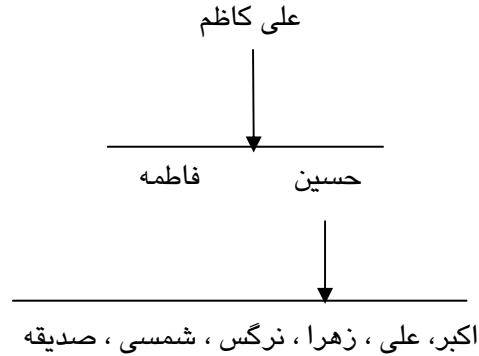 علی کاظم
حسین فاطمه
اکبر، علی ، زهرا ، نرگس ، شمسی ، صدیقه